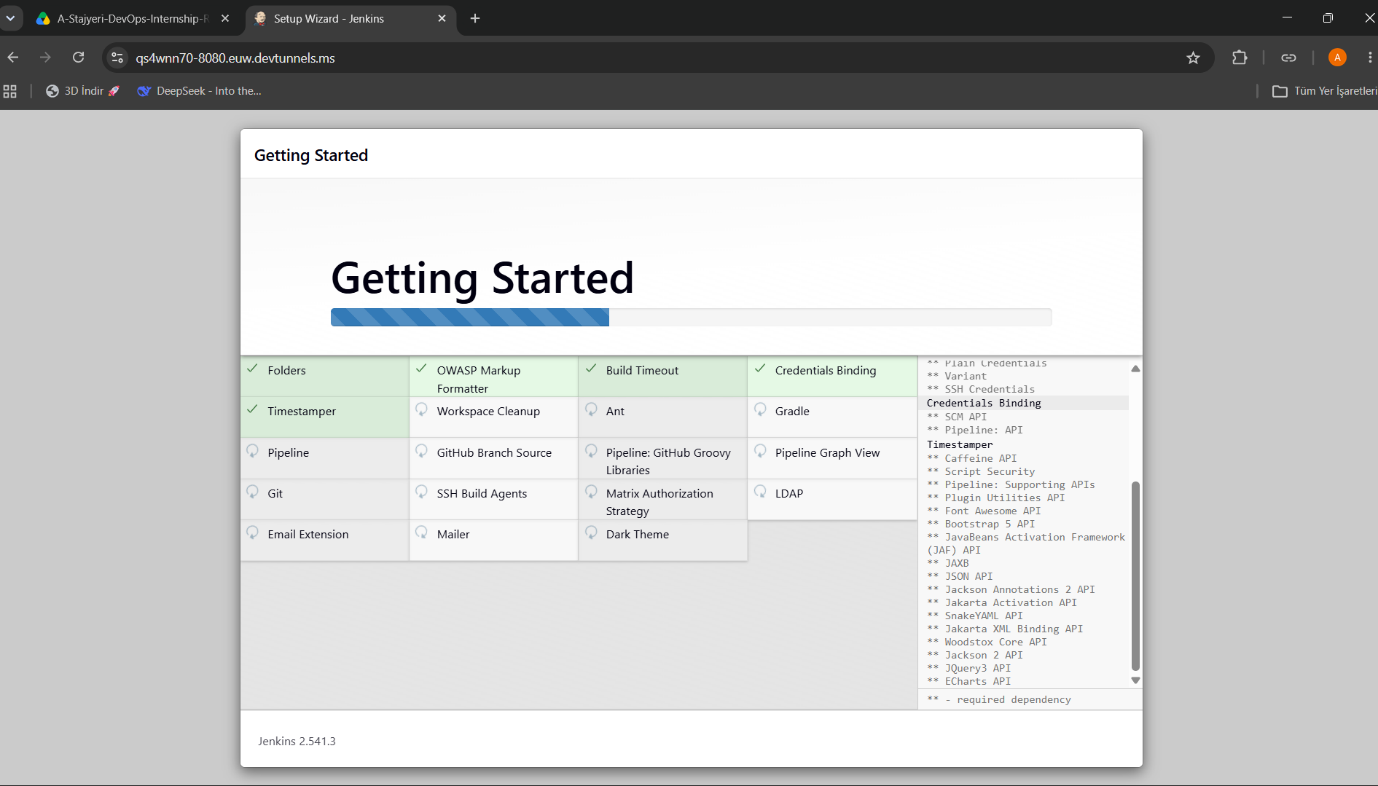 A-Stajyeri-DevOps-Internship-R
Setup Wizard - Jenkins
qs4wnn70-8080.euw.devtunnels.ms
A
3D İndir 🚀
DeepSeek - Into the...
Tüm Yer İşaretleri
Getting Started
Getting Started
Folders
OWASP Markup
Formatter
Build Timeout
Credentials Binding
Timestamper
Workspace Cleanup
Ant
Gradle
Pipeline
GitHub Branch Source
Pipeline: GitHub Groovy
Libraries
Pipeline Graph View
Git
SSH Build Agents
Matrix Authorization
Strategy
LDAP
Email Extension
Mailer
Dark Theme
** Plain Credentials
** Variant
** SSH Credentials
Credentials Binding
** SCM API
** Pipeline: API
Timestamper
** Caffeine API
** Script Security
** Pipeline: Supporting APIs
** Plugin Utilities API
** Font Awesome API
** Bootstrap 5 API
** JavaBeans Activation Framework
(JAF) API
** JAXB
** JSON API
** Jackson Annotations 2 API
** Jakarta Activation API
** SnakeYAML API
** Jakarta XML Binding API
** Woodstox Core API
** Jackson 2 API
** JQuery3 API
** ECharts API
** - required dependency
Jenkins 2.541.3